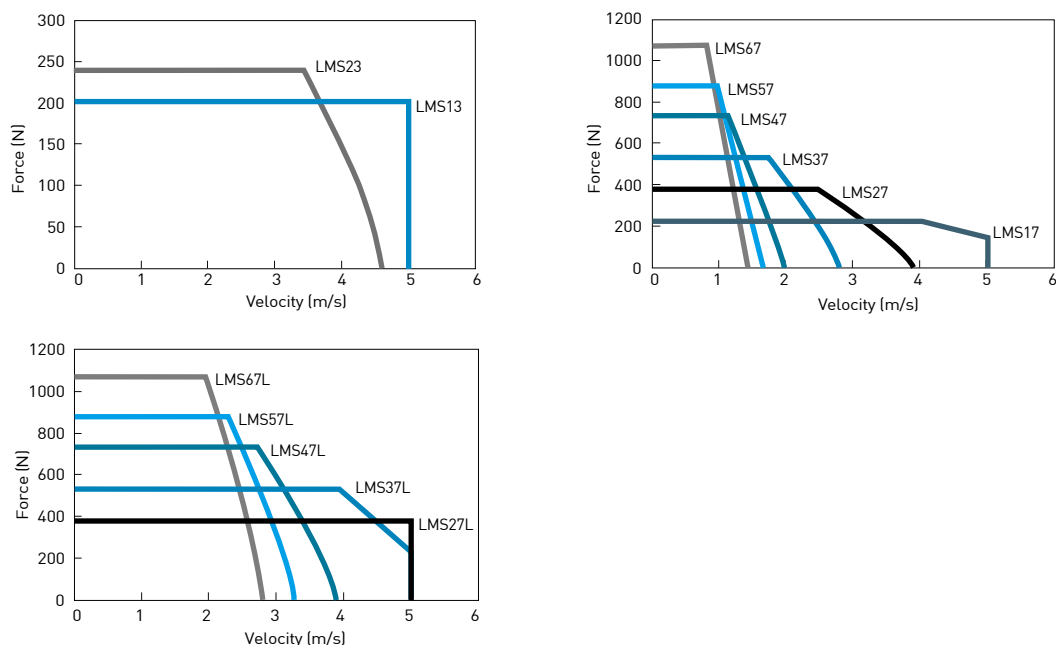 300
250
200
150
100
50
0
Force (N)
LMS23
LMS13
0 1 2 3 4 5 6
Velocity (m/s)
1200
1000
800
600
400
200
0
Force (N)
LMS67
LMS57
LMS47
LMS37
LMS27
LMS17
0 1 2 3 4 5 6
Velocity (m/s)
1200
1000
800
600
400
200
0
Force (N)
LMS67L
LMS57L
LMS47L
LMS37L
LMS27L
0 1 2 3 4 5 6
Velocity (m/s)